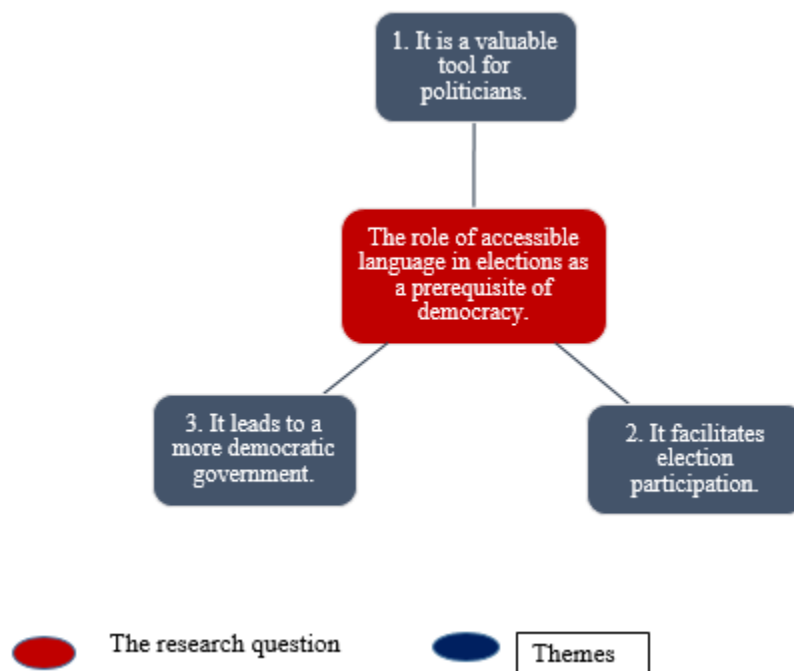 1. It is a valuable
tool for
politicians.
The role of accessible
language in elections as
a prerequisite of
democracy.
3. It leads to a
more democratic
government.
2. It facilitates
election
participation.
The research question
Themes